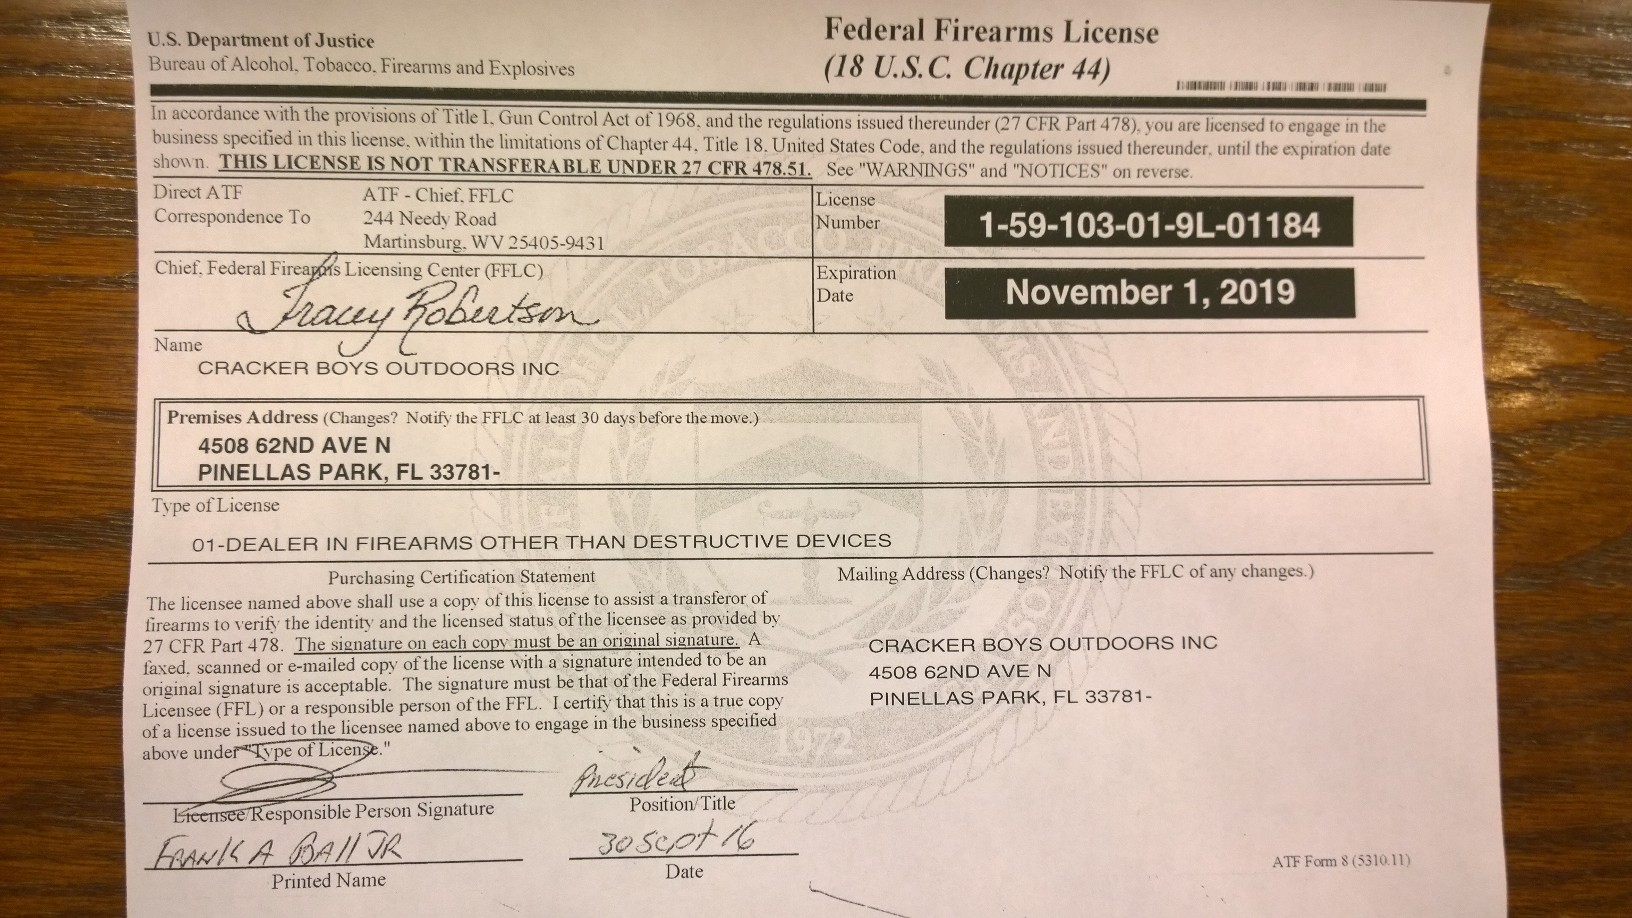 U.S. Department of Justice
Bureau of Alcohol, Tobacco, Firearms and Explosives
Federal Firearms License
(18 U.S.C. Chapter 44)
In accordance with the provisions of Title I, Gun Control Act of 1968, and the regulations issued thereunder (27 CFR Part 478), you are licensed to engage in the
business specified in this license, within the limitations of Chapter 44, Title 18, United States Code, and the regulations issued thereunder, until the expiration date
shown. THIS LICENSE IS NOT TRANSFERABLE UNDER 27 CFR 478.51. See "WARNINGS" and "NOTICES" on reverse.
Direct ATF
Correspondence To
ATF - Chief, FFLC
244 Needy Road
Martinsburg, WV 25405-9431
License
Number
1-59-103-01-9L-01184
Chief, Federal Firearms Licensing Center (FFLC)
Tracey Robertson
Expiration
Date
November 1, 2019
Name
CRACKER BOYS OUTDOORS INC
Premises Address (Changes? Notify the FFLC at least 30 days before the move.)
4508 62ND AVE N
PINELLAS PARK, FL 33781-
Type of License
01-DEALER IN FIREARMS OTHER THAN DESTRUCTIVE DEVICES
Purchasing Certification Statement
The licensee named above shall use a copy of this license to assist a transferor of
firearms to verify the identity and the licensed status of the licensee as provided by
27 CFR Part 478. The signature on each copy must be an original signature. A
faxed, scanned or e-mailed copy of the license with a signature intended to be an
original signature is acceptable. The signature must be that of the Federal Firearms
Licensee (FFL) or a responsible person of the FFL. I certify that this is a true copy
of a license issued to the licensee named above to engage in the business specified
above under "Type of License."
Mailing Address (Changes? Notify the FFLC of any changes.)
CRACKER BOYS OUTDOORS INC
4508 62ND AVE N
PINELLAS PARK, FL 33781-
1972
President
Licensee/Responsible Person Signature
Position/Title
FRANK A BAll JR
30 Sept 16
Printed Name
Date
ATF Form 8 (5310.11)